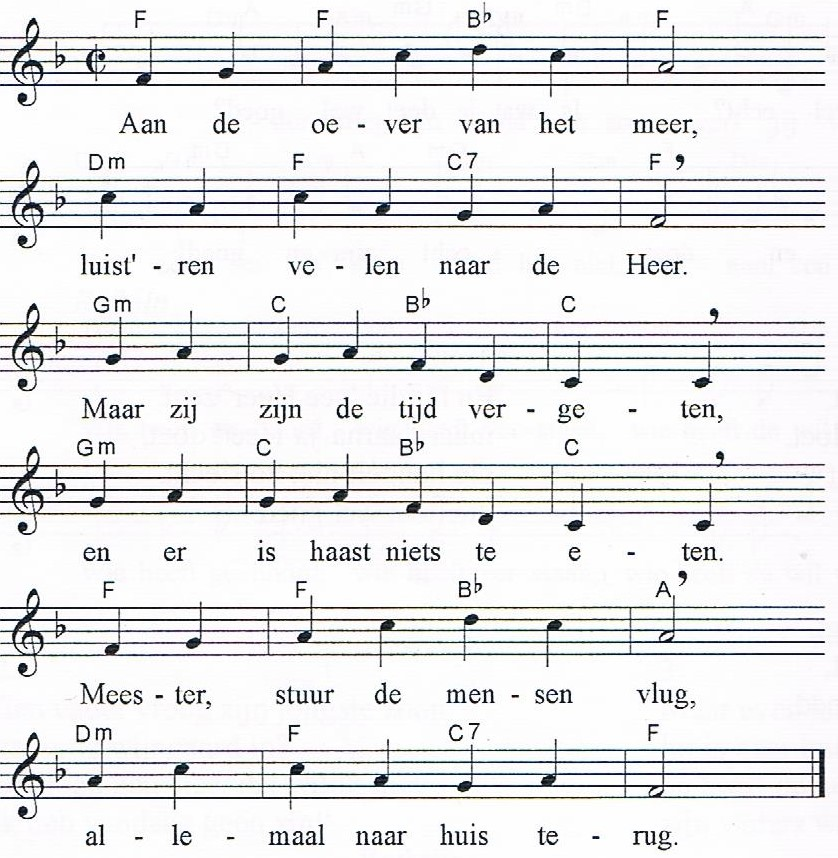 F F B♭ F
Aan de oe - ver van het meer,
Dm F C7 F
luist' - ren ve - len naar de Heer.
Gm C B♭ C
Maar zij zijn de tijd ver - ge - ten,
Gm C B♭ C
en er is haast niets te e - ten.
F F B♭ A
Mees - ter, stuur de men - sen vlug,
Dm F C7 F
al - le - maal naar huis te - rug.